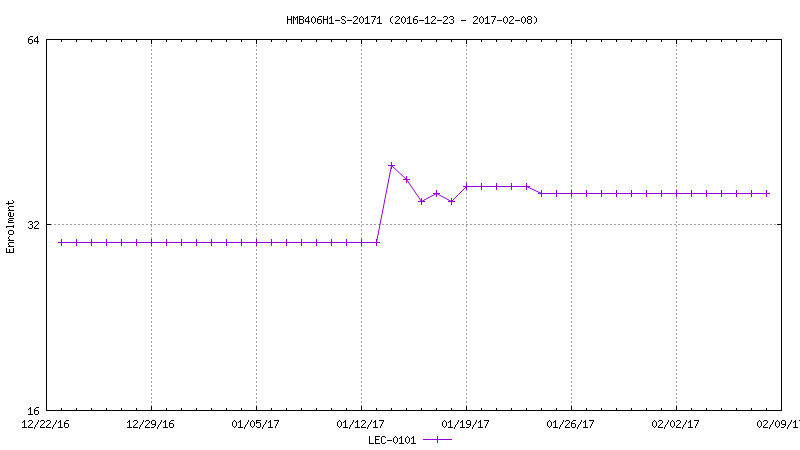 HMB406H1-S-20171 (2016-12-23 - 2017-02-08)
64
32
16
Enrolment
12/22/16 12/29/16 01/05/17 01/12/17 01/19/17 01/26/17 02/02/17 02/09/1
LEC-0101